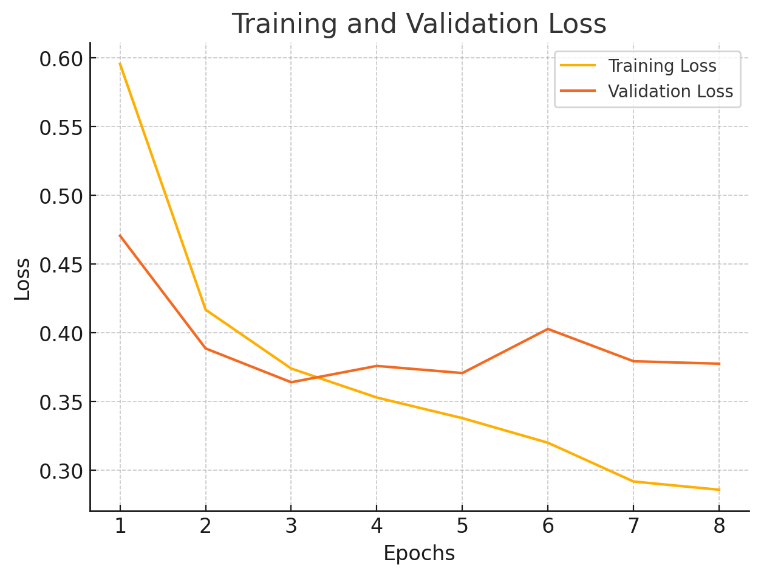 Training and Validation Loss
Training Loss
Validation Loss
0.60
0.55
0.50
0.45
0.40
0.35
0.30
Loss
1 2 3 4 5 6 7 8
Epochs